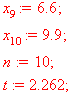 x₉ := 6.6;
x₁₀ := 9.9;
n := 10;
t := 2.262;